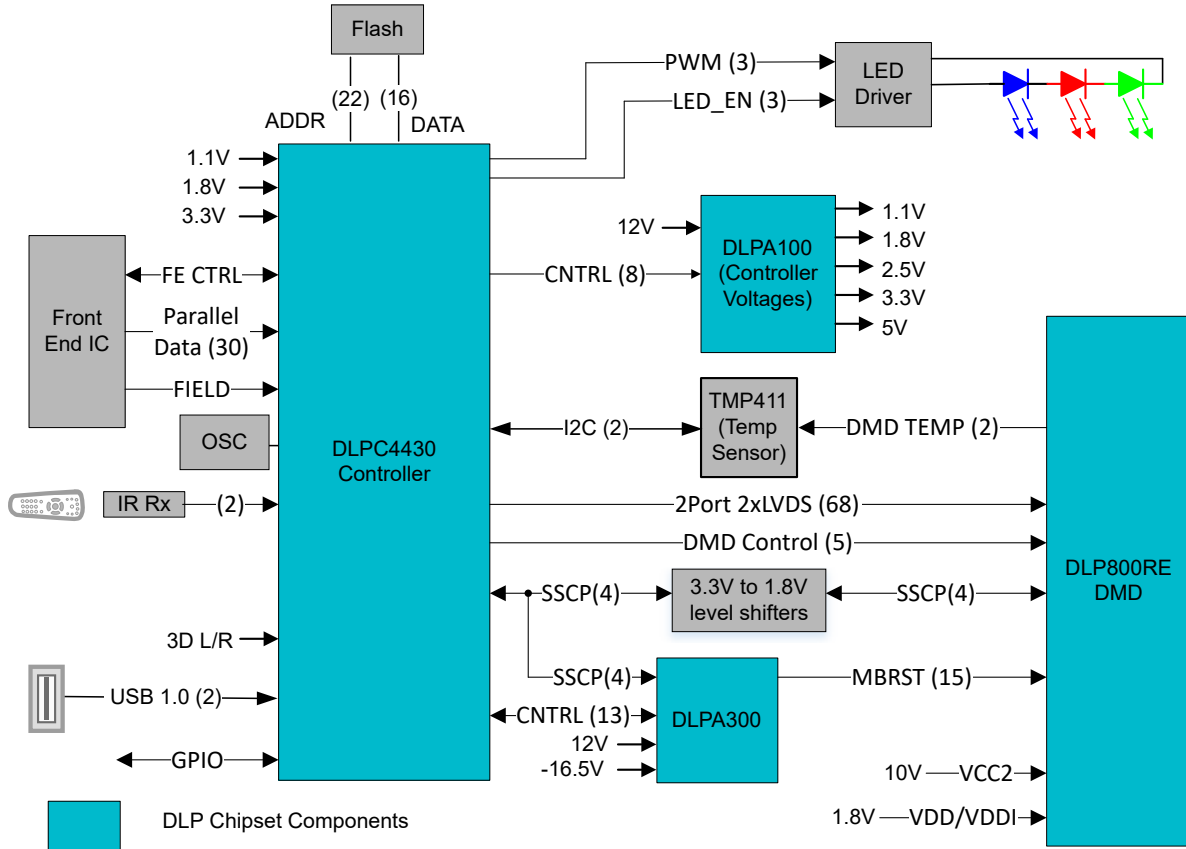 Flash
(22)
(16)
ADDR
DATA
PWM (3)
LED_EN (3)
LED
Driver
1.1V
1.8V
3.3V
12V
DLPA100
(Controller
Voltages)
1.1V
1.8V
2.5V
3.3V
5V
CNTRL (8)
Front
End IC
FE CTRL
Parallel
Data (30)
FIELD
OSC
IR Rx
(2)
DLPC4430
Controller
I2C (2)
TMP411
(Temp
Sensor)
DMD TEMP (2)
2Port 2xLVDS (68)
DMD Control (5)
SSCP(4)
3.3V to 1.8V
level shifters
SSCP(4)
DLP800RE
DMD
3D L/R
USB 1.0 (2)
GPIO
SSCP(4)
CNTRL (13)
12V
-16.5V
DLPA300
MBRST (15)
10V
VCC2
1.8V
VDD/VDDI
DLP Chipset Components